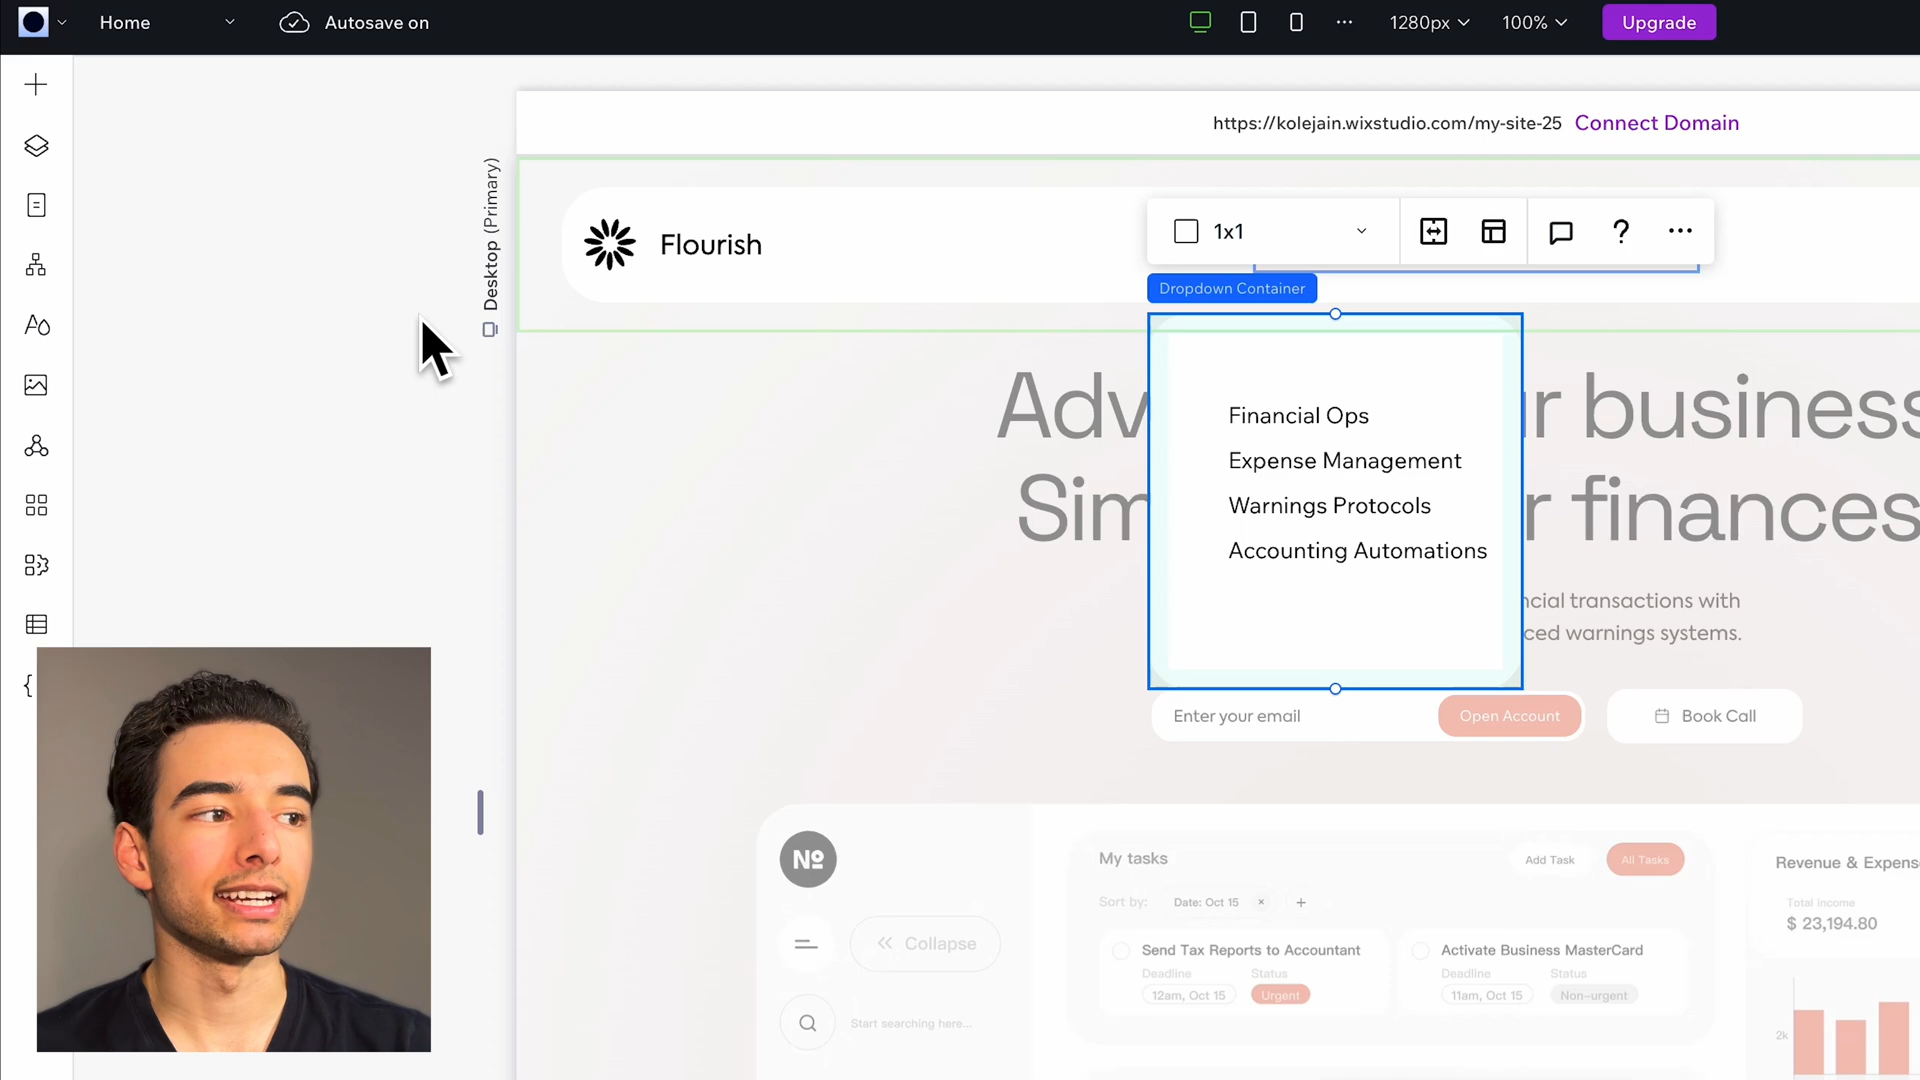 Home
Autosave on
1280px
100%
Upgrade
https://kolejain.wixstudio.com/my-site-25
Connect Domain
Desktop (Primary)
Flourish
1x1
?
Dropdown Container
Financial Ops
Expense Management
Warnings Protocols
Accounting Automations
Adv
r business
Sim
r finances
ncial transactions with
ced warnings systems.
Enter your email
Open Account
Book Call
Nº
Collapse
Start searching here...
My tasks
Add Task
All Tasks
Sort by:
Date: Oct 15 ×
+
Send Tax Reports to Accountant
Deadline
Status
12am, Oct 15
Urgent
Activate Business MasterCard
Deadline
Status
11am, Oct 15
Non-urgent
Revenue & Expens
Total income
$ 23,194.80
2k